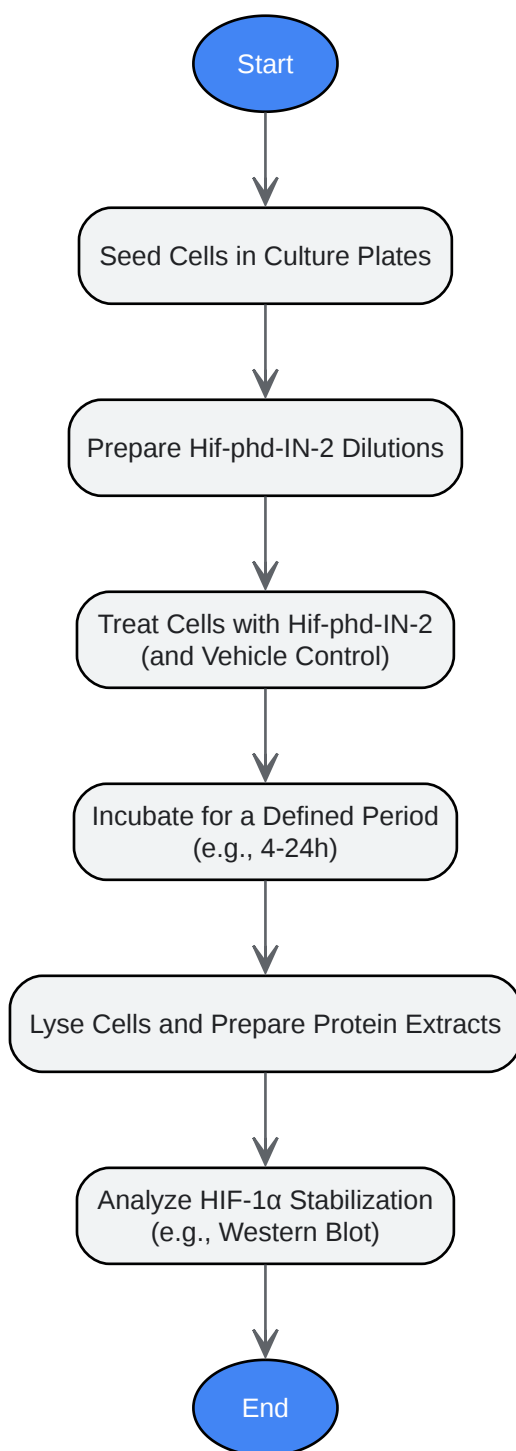 Start
Seed Cells in Culture Plates
Prepare Hif-phd-IN-2 Dilutions
Treat Cells with Hif-phd-IN-2
(and Vehicle Control)
Incubate for a Defined Period
(e.g., 4-24h)
Lyse Cells and Prepare Protein Extracts
Analyze HIF-1α Stabilization
(e.g., Western Blot)
End